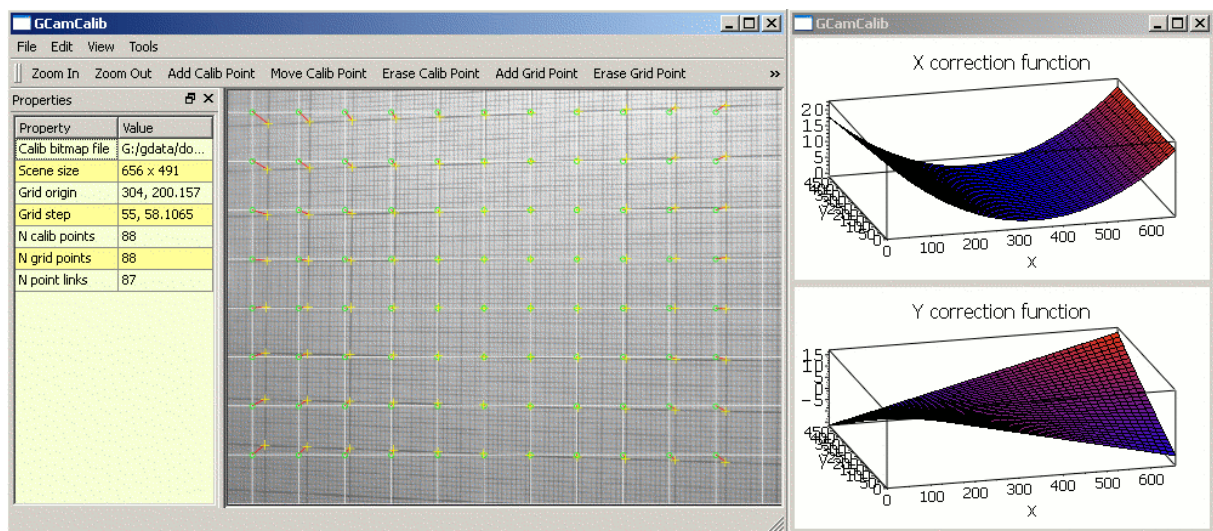 GCamCalib
File Edit View Tools
Zoom In Zoom Out Add Calib Point Move Calib Point Erase Calib Point Add Grid Point Erase Grid Point »
Properties
Property Value
Calib bitmap file G:/gdata/do...
Scene size 656 x 491
Grid origin 304, 200.157
Grid step 55, 58.1065
N calib points 88
N grid points 88
N point links 87
GCamCalib
X correction function
20
15
10
5
0
Y
0 100 200 300 400 500 600
X
Y correction function
15
10
5
0
-5
Y
0 100 200 300 400 500 600
X